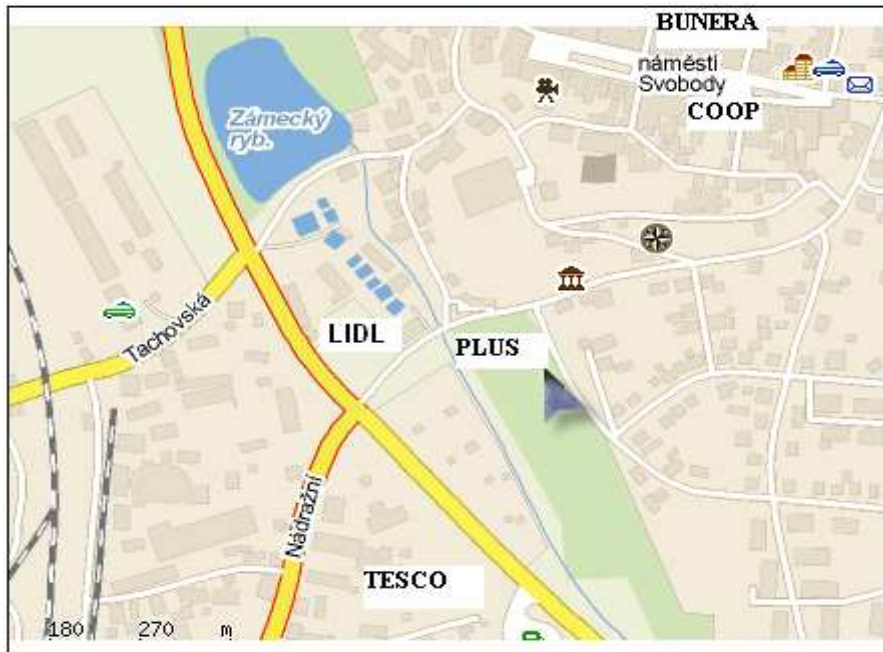 BUNERA
náměstí
Svobody
COOP
Zámecký
ryb.
Tachovská
LIDL
PLUS
Nádražní
TESCO
180 270 m